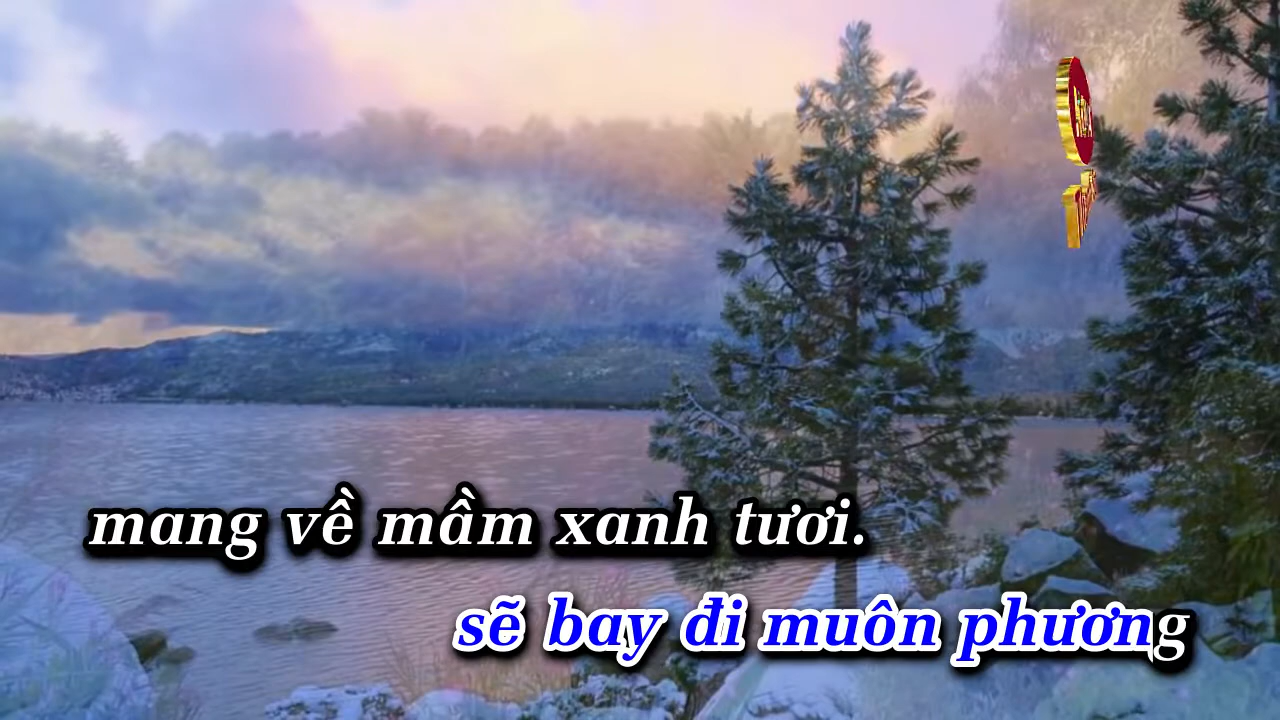 mang về mầm xanh tươi.
sẽ bay đi muôn phương